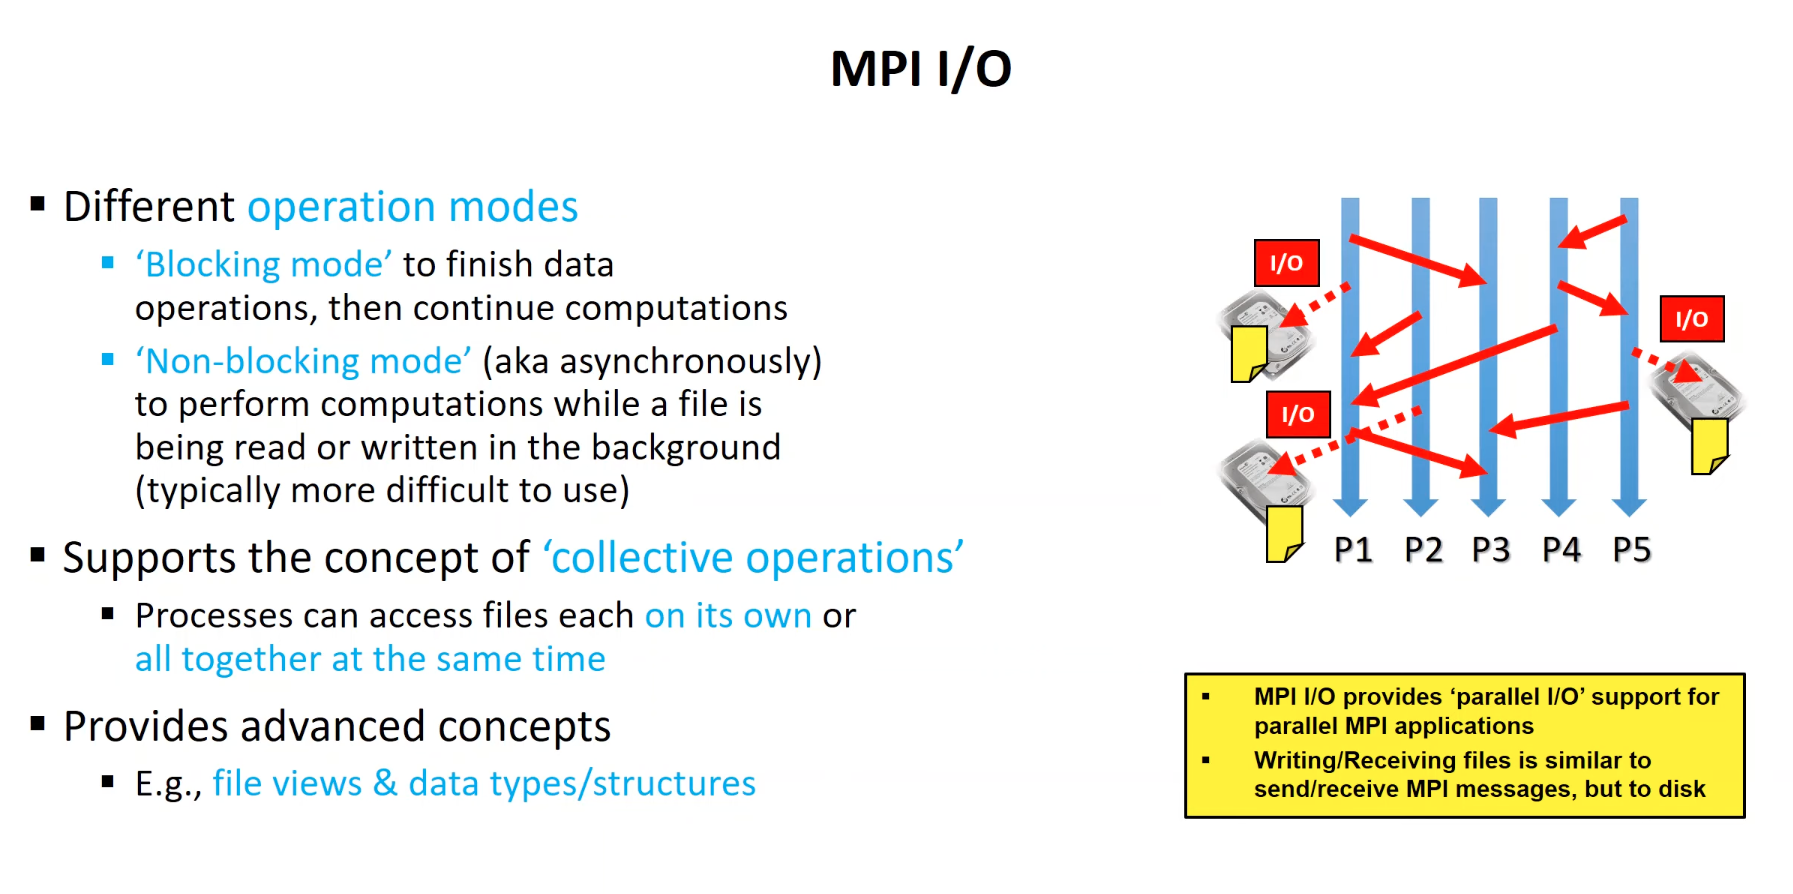 MPI I/O
▪ Different operation modes
▪ ‘Blocking mode’ to finish data
operations, then continue computations
▪ ‘Non-blocking mode’ (aka asynchronously)
to perform computations while a file is
being read or written in the background
(typically more difficult to use)
▪ Supports the concept of ‘collective operations’
▪ Processes can access files each on its own or
all together at the same time
▪ Provides advanced concepts
▪ E.g., file views & data types/structures
I/O
I/O
I/O
P1 P2 P3 P4 P5
▪ MPI I/O provides ‘parallel I/O’ support for
parallel MPI applications
▪ Writing/Receiving files is similar to
send/receive MPI messages, but to disk